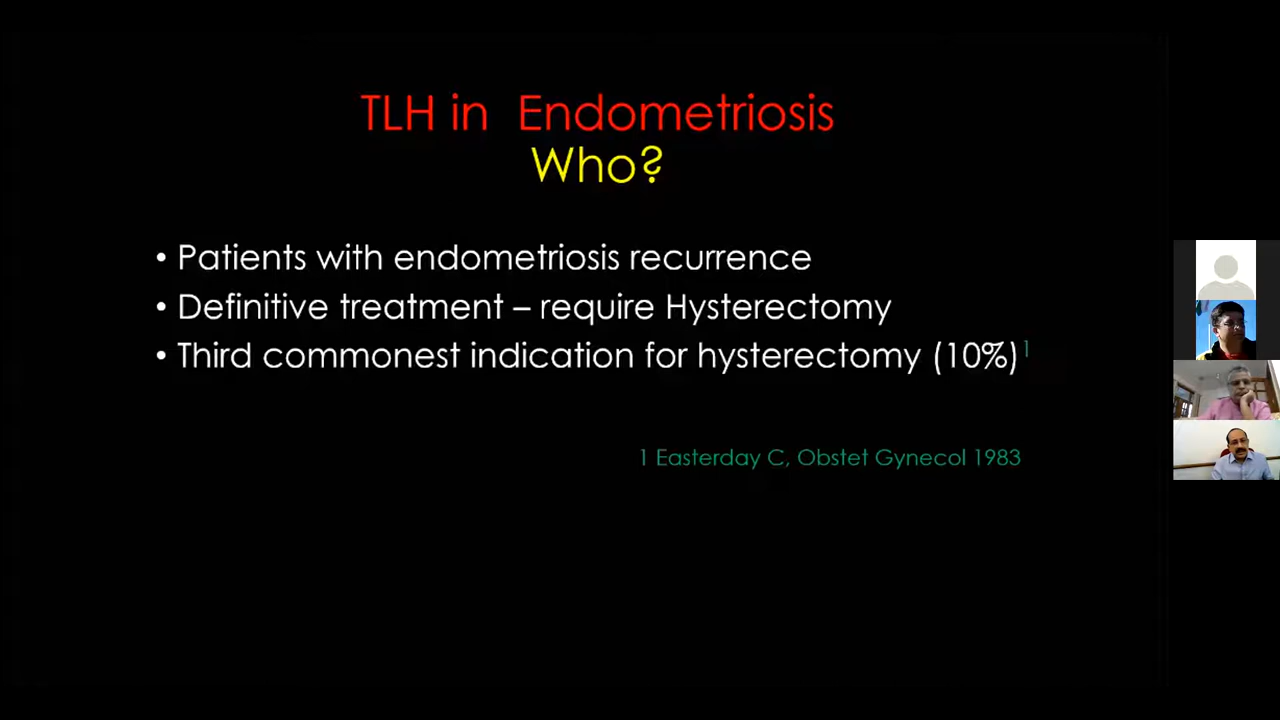 TLH in Endometriosis
Who?
• Patients with endometriosis recurrence
• Definitive treatment – require Hysterectomy
• Third commonest indication for hysterectomy (10%)1
1 Easterday C, Obstet Gynecol 1983